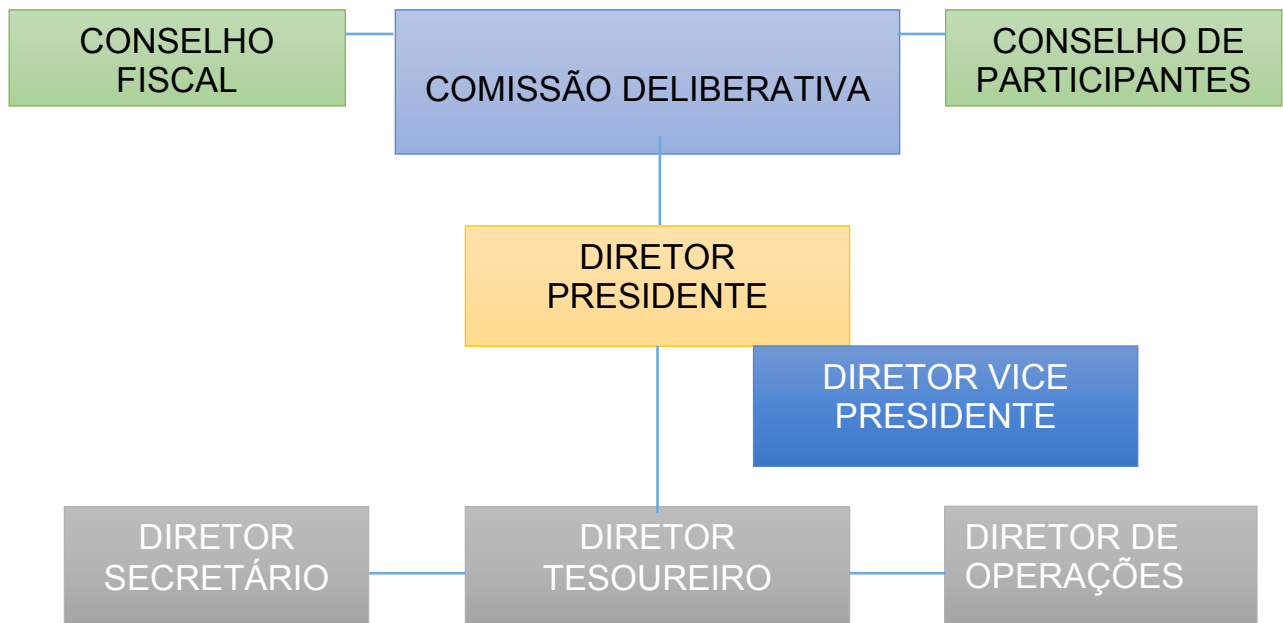 CONSELHO
FISCAL
COMISSÃO DELIBERATIVA
CONSELHO DE
PARTICIPANTES
DIRETOR
PRESIDENTE
DIRETOR VICE
PRESIDENTE
DIRETOR
SECRETÁRIO
DIRETOR
TESOUREIRO
DIRETOR DE
OPERAÇÕES